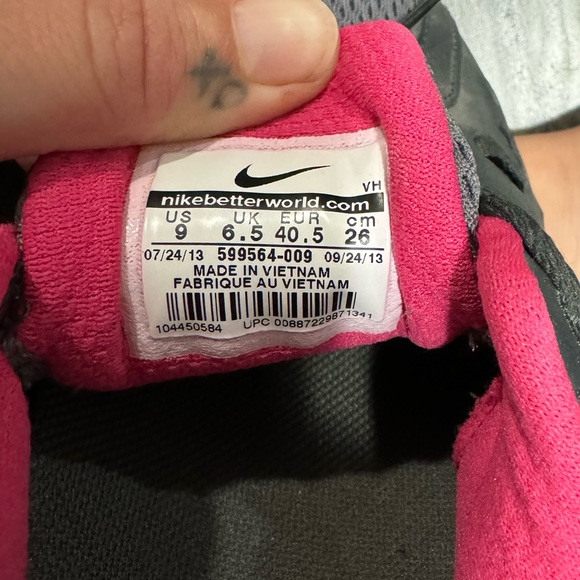 XO
VH
nikebetterworld.com
US UK EUR cm
9 6.5 40.5 26
07/24/13 599564-009 09/24/13
MADE IN VIETNAM
FABRIQUE AU VIETNAM
104450584 UPC 00887229871341